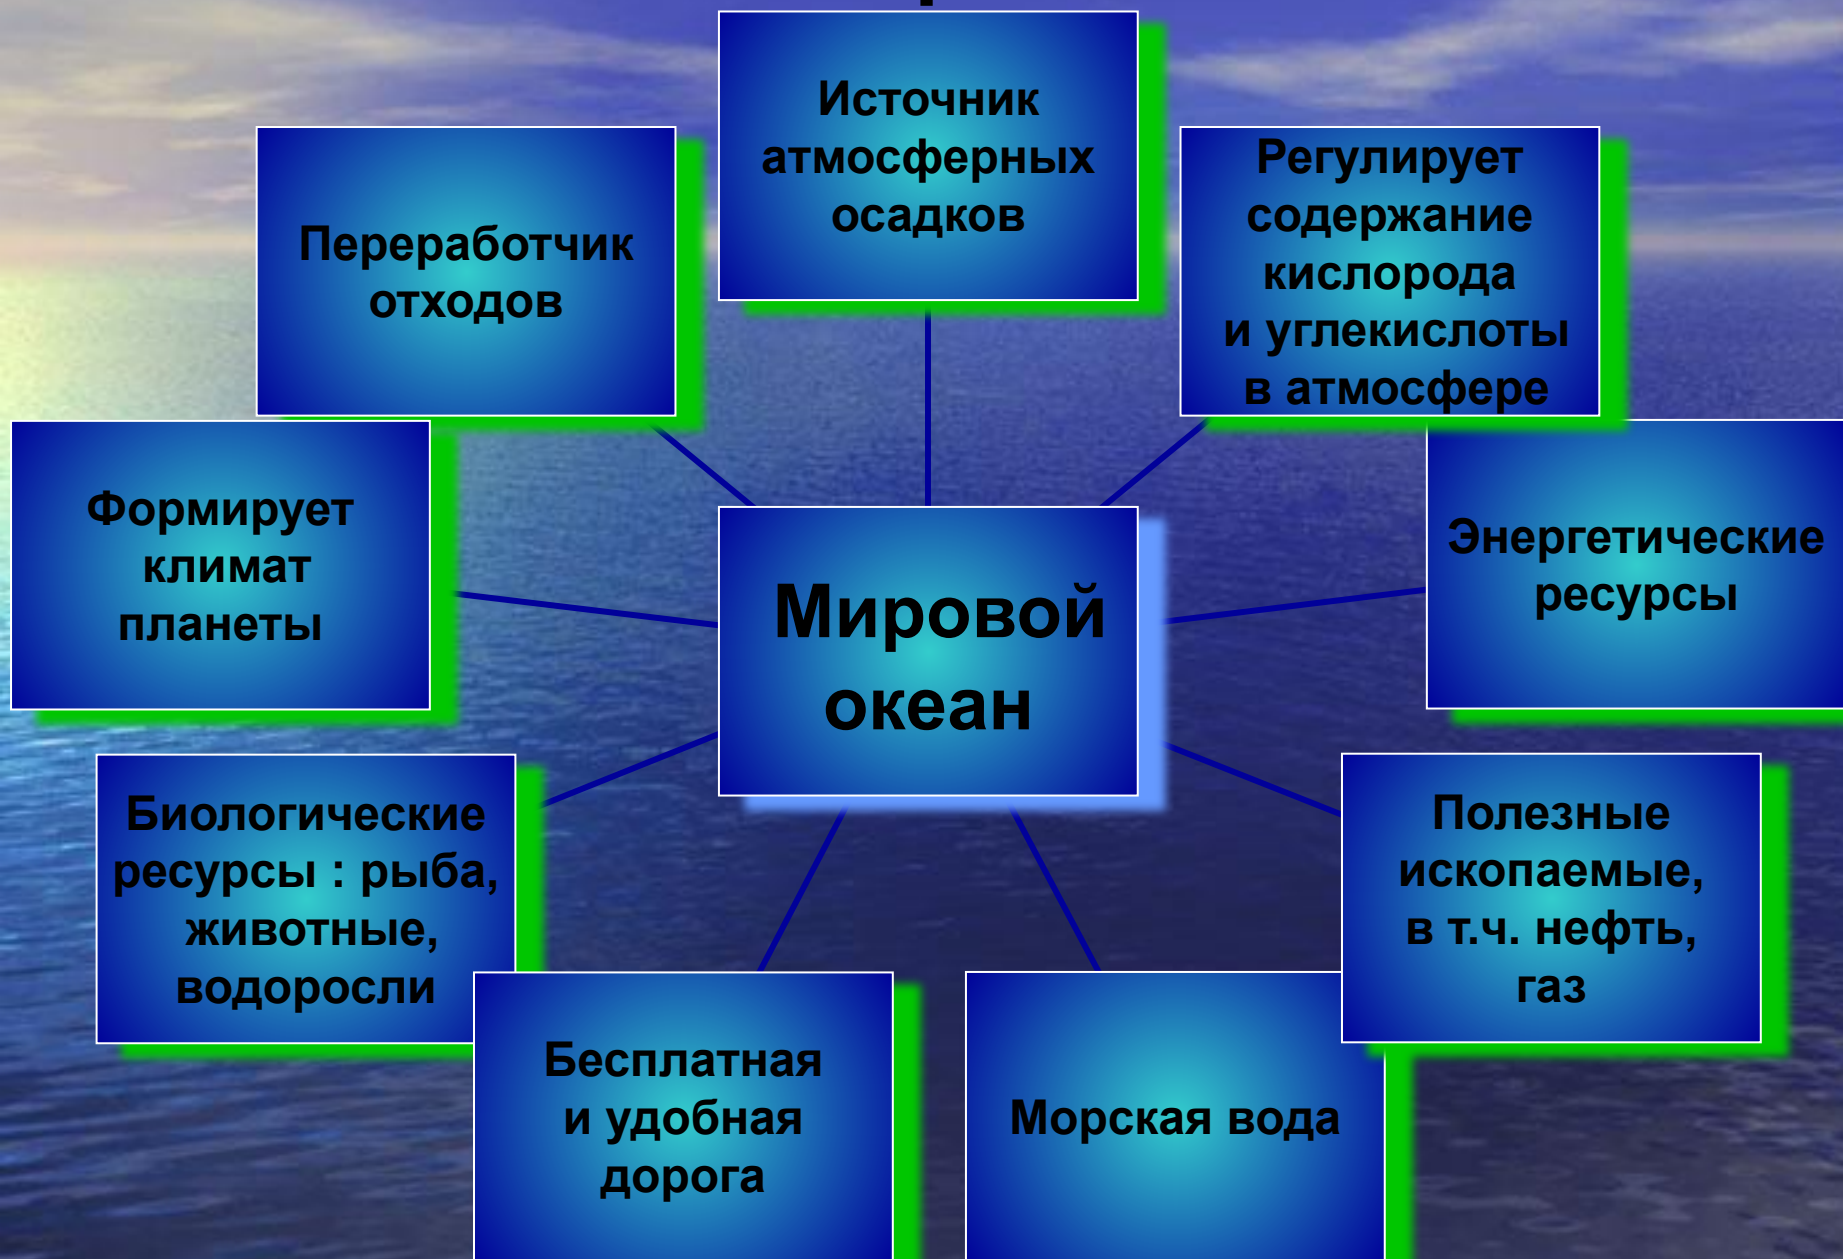 Источник
атмосферных
осадков
Регулирует
содержание
кислорода
и углекислоты
в атмосфере
Переработчик
отходов
Энергетические
ресурсы
Формирует
климат
планеты
Мировой
океан
Биологические
ресурсы : рыба,
животные,
водоросли
Полезные
ископаемые,
в т.ч. нефть,
газ
Бесплатная
и удобная
дорога
Морская вода